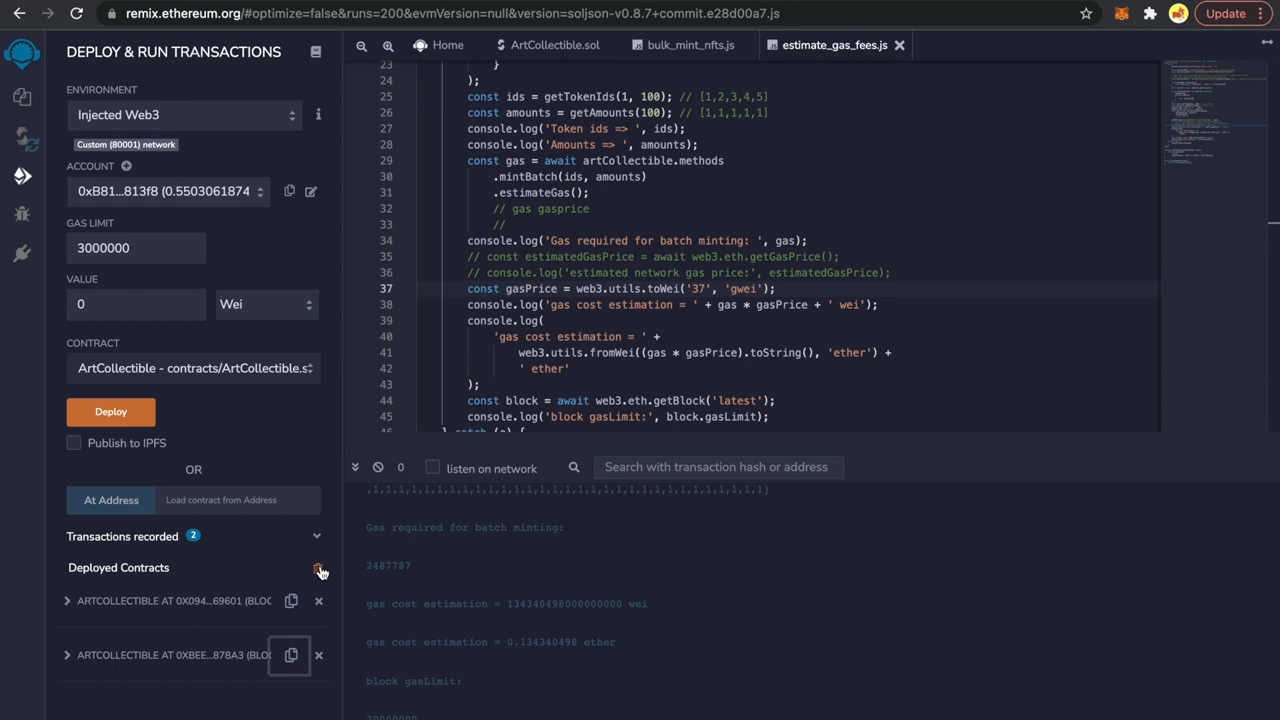 remix.ethereum.org/#optimize=false&runs=200&evmVersion=null&version=soljson-v0.8.7+commit.e28d00a7.js
Update
DEPLOY & RUN TRANSACTIONS
ENVIRONMENT
Injected Web3
Custom (80001) network
ACCOUNT
0xB81...813f8 (0.5503061874
GAS LIMIT
3000000
VALUE
0
Wei
CONTRACT
ArtCollectible - contracts/ArtCollectible.s
Deploy
Publish to IPFS
OR
At Address
Load contract from Address
Transactions recorded 2
Deployed Contracts
ARTCOLLECTIBLE AT 0X094...69601 (BLOC
ARTCOLLECTIBLE AT 0XBEE...878A3 (BLO
Home
ArtCollectible.sol
bulk_mint_nfts.js
estimate_gas_fees.js
23 }
24 );
25 const ids = getTokenIds(1, 100); // [1,2,3,4,5]
26 const amounts = getAmounts(100); // [1,1,1,1,1]
27 console.log('Token ids => ', ids);
28 console.log('Amounts => ', amounts);
29 const gas = await artCollectible.methods
30 .mintBatch(ids, amounts)
31 .estimateGas();
32 // gas gasprice
33 //
34 console.log('Gas required for batch minting: ', gas);
35 // const estimatedGasPrice = await web3.eth.getGasPrice();
36 // console.log('estimated network gas price:', estimatedGasPrice);
37 const gasPrice = web3.utils.toWei('37', 'gwei');
38 console.log('gas cost estimation = ' + gas * gasPrice + ' wei');
39 console.log(
40 'gas cost estimation = ' +
41 web3.utils.fromWei((gas * gasPrice).toString(), 'ether') +
42 ' ether'
43 );
44 const block = await web3.eth.getBlock('latest');
45 console.log('block gasLimit:', block.gasLimit);
0
listen on network
Search with transaction hash or address
Gas required for batch minting:
2487787
gas cost estimation = 134340498000000000 wei
gas cost estimation = 0.134340498 ether
block gasLimit: